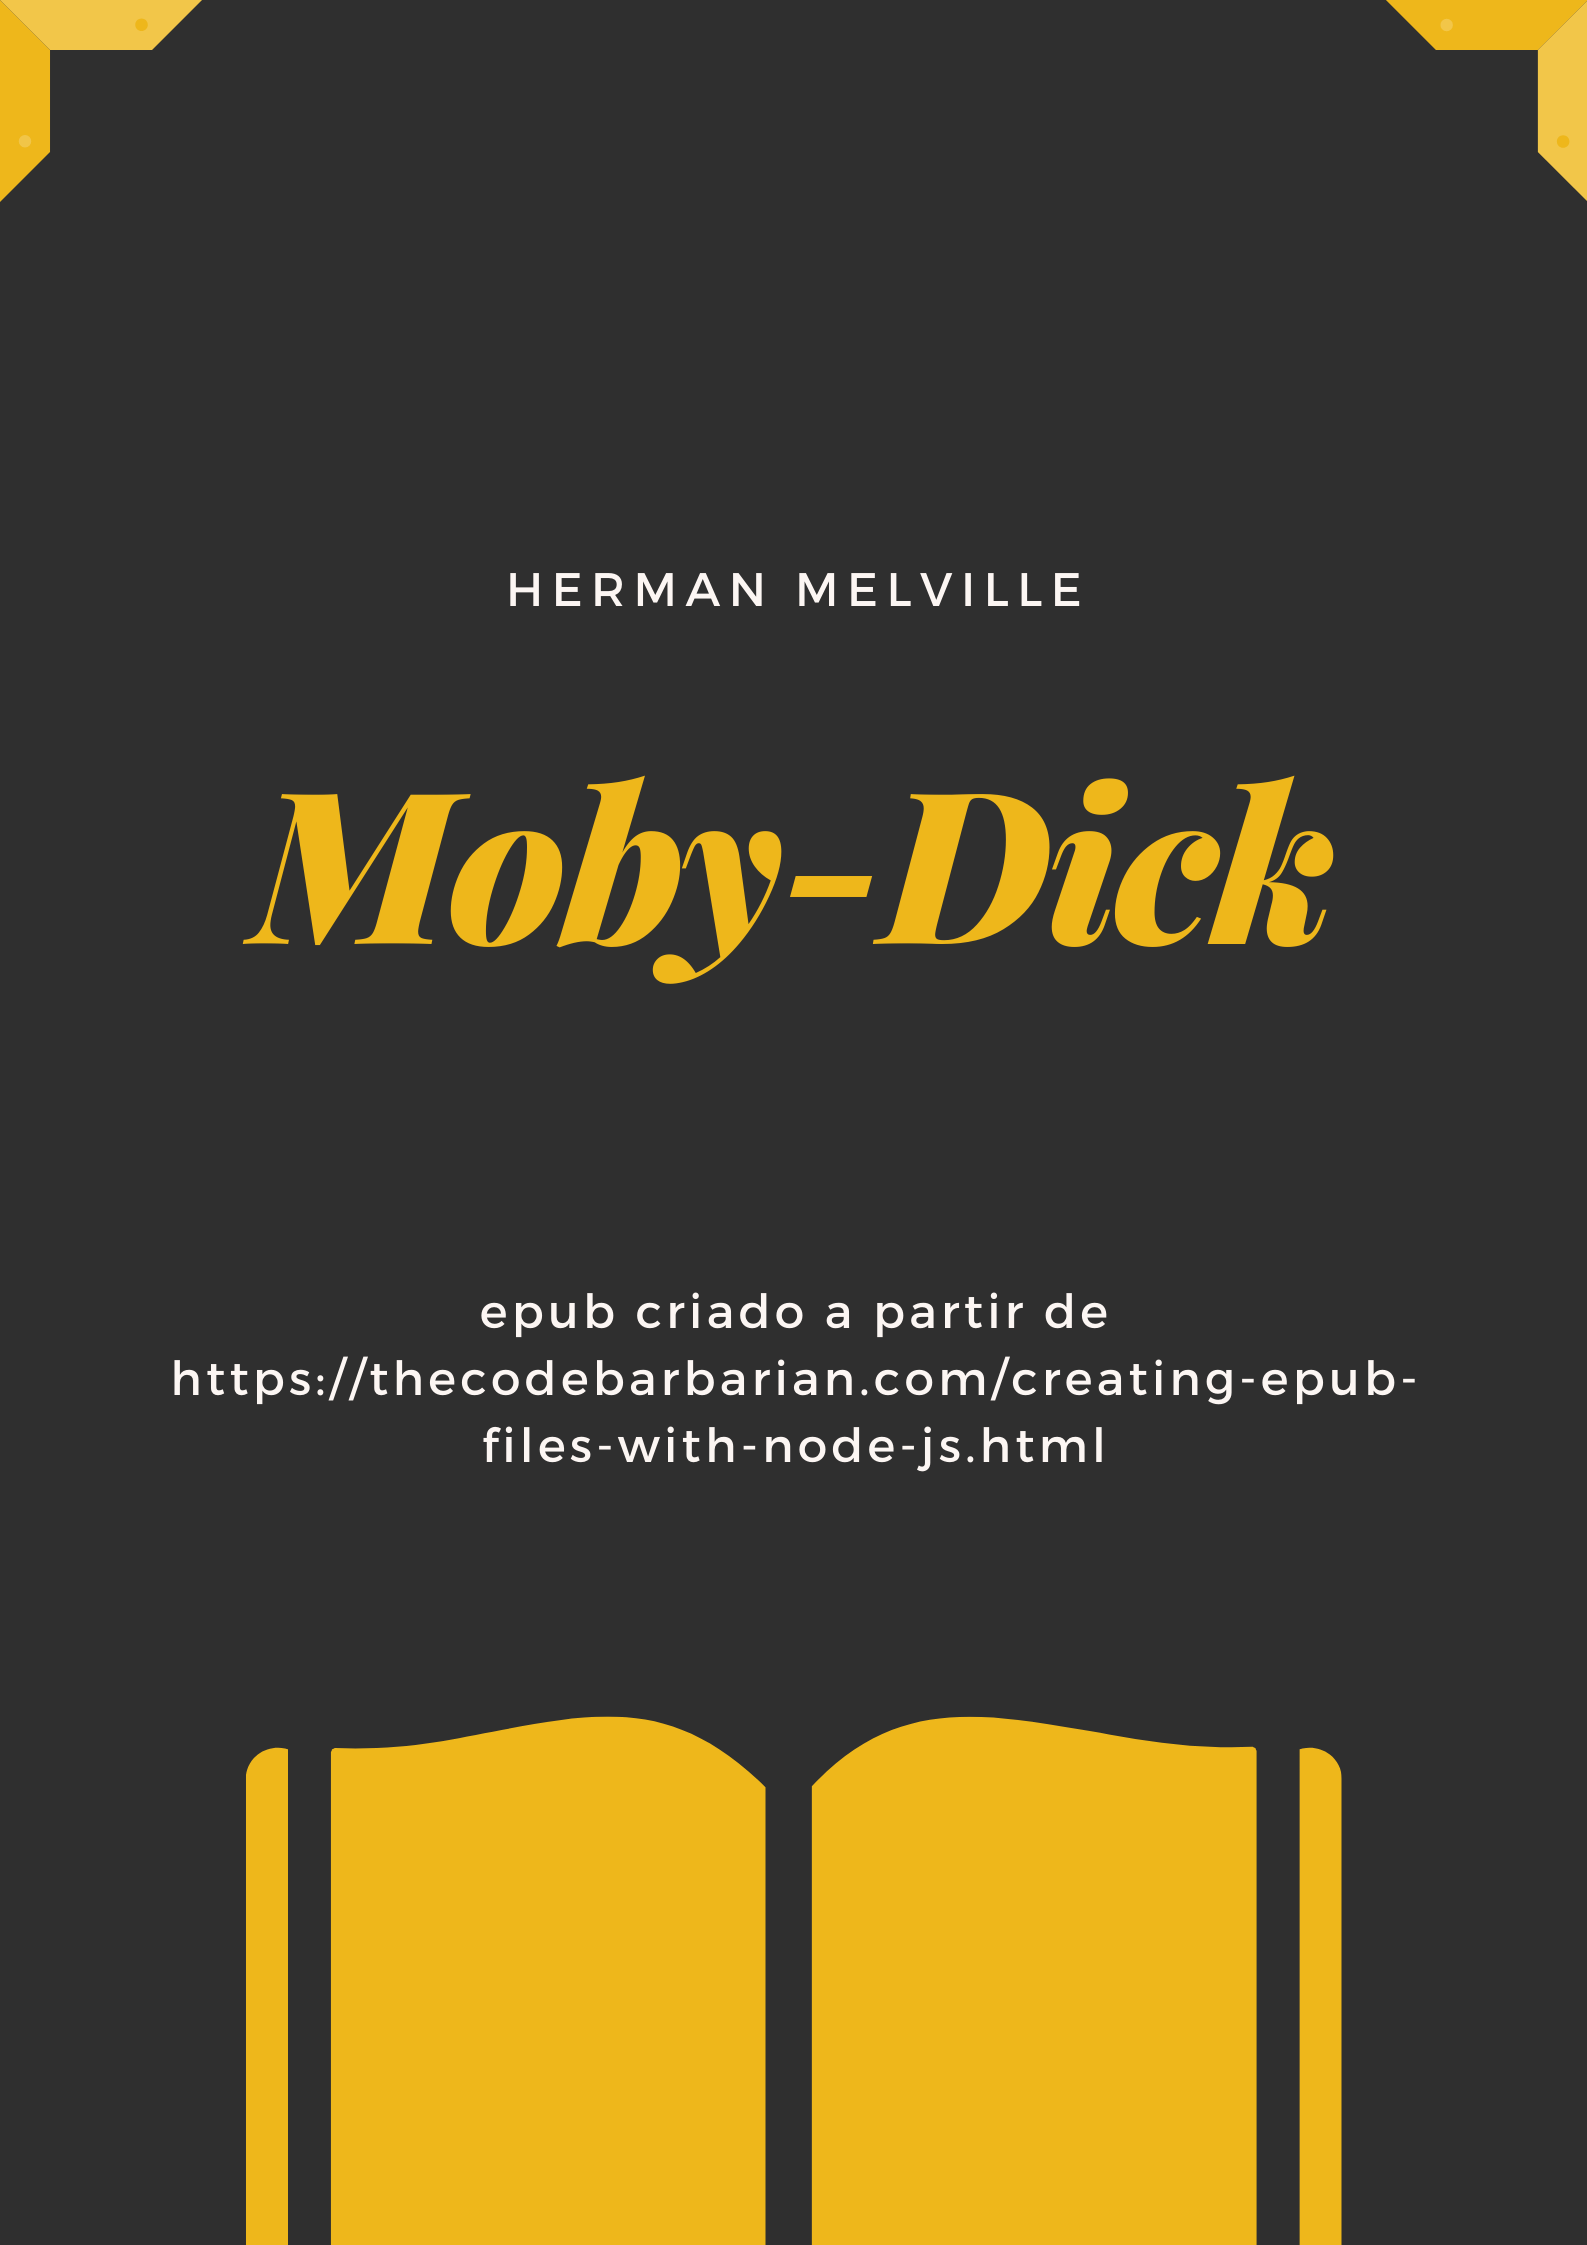 HERMAN MELVILLE
Moby-Dick
epub criado a partir de
https://thecodebarbarian.com/creating-epub-
files-with-node-js.html